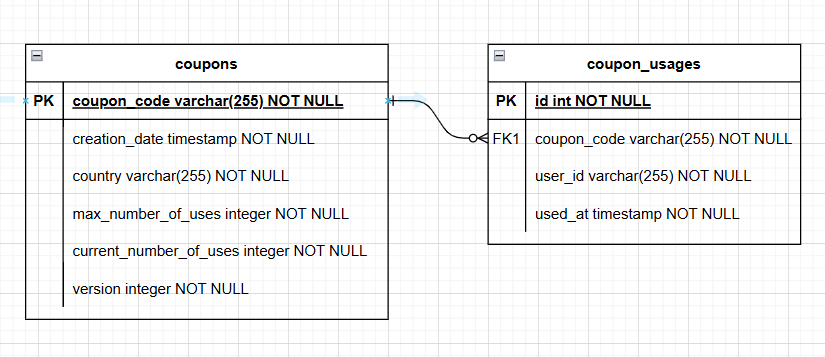 coupons
PK coupon_code varchar(255) NOT NULL
creation_date timestamp NOT NULL
country varchar(255) NOT NULL
max_number_of_uses integer NOT NULL
current_number_of_uses integer NOT NULL
version integer NOT NULL
coupon_usages
PK id int NOT NULL
FK1 coupon_code varchar(255) NOT NULL
user_id varchar(255) NOT NULL
used_at timestamp NOT NULL